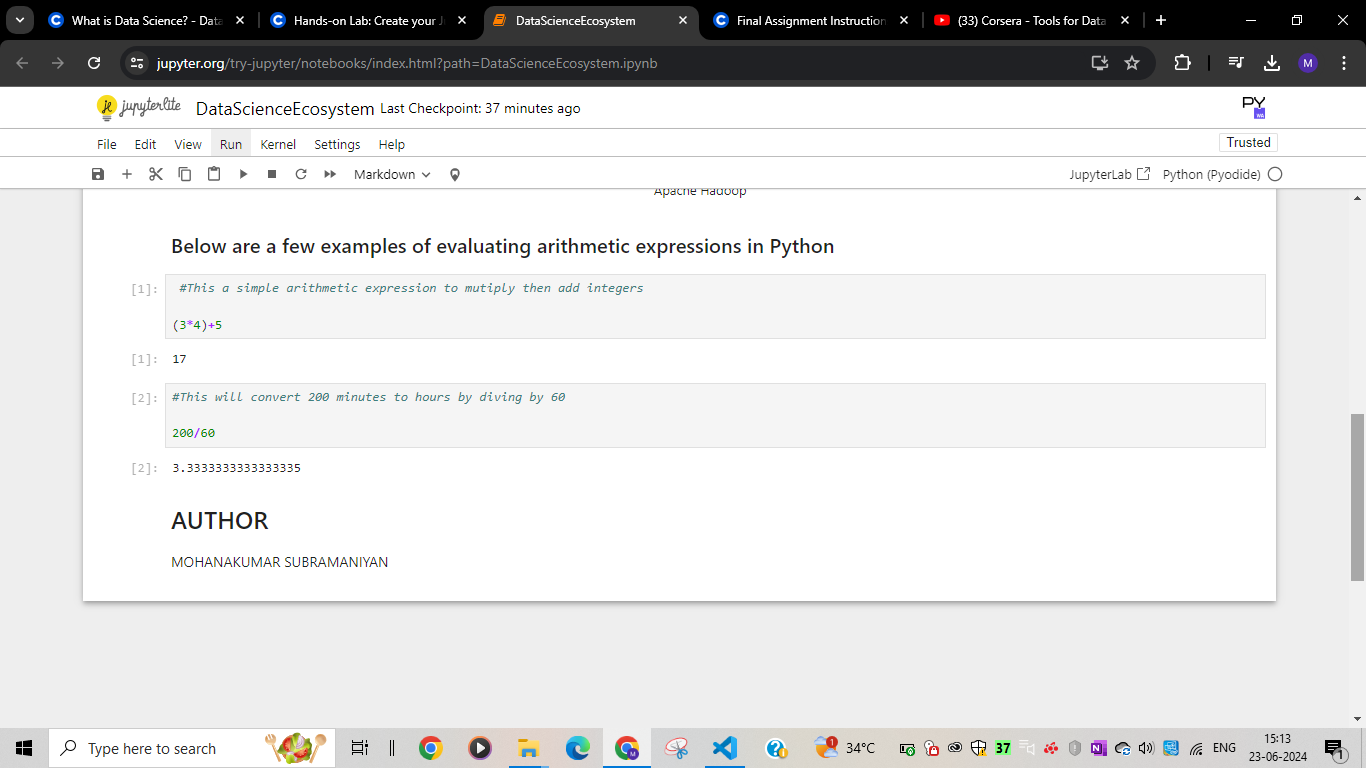 What is Data Science? - Data
Hands-on Lab: Create your J
DataScienceEcosystem
Final Assignment Instruction
(33) Corsera - Tools for Data
jupyter.org/try-jupyter/notebooks/index.html?path=DataScienceEcosystem.ipynb
M
jupyterlite
DataScienceEcosystem Last Checkpoint: 37 minutes ago
PY
File Edit View Run Kernel Settings Help
Trusted
Markdown
JupyterLab
Python (Pyodide)
Apache Hadoop
Below are a few examples of evaluating arithmetic expressions in Python
[1]: #This a simple arithmetic expression to mutiply then add integers
(3*4)+5
[1]: 17
[2]: #This will convert 200 minutes to hours by diving by 60
200/60
[2]: 3.3333333333333335
AUTHOR
MOHANAKUMAR SUBRAMANIYAN
Type here to search
1
34°C
37
ENG
15:13
23-06-2024
1